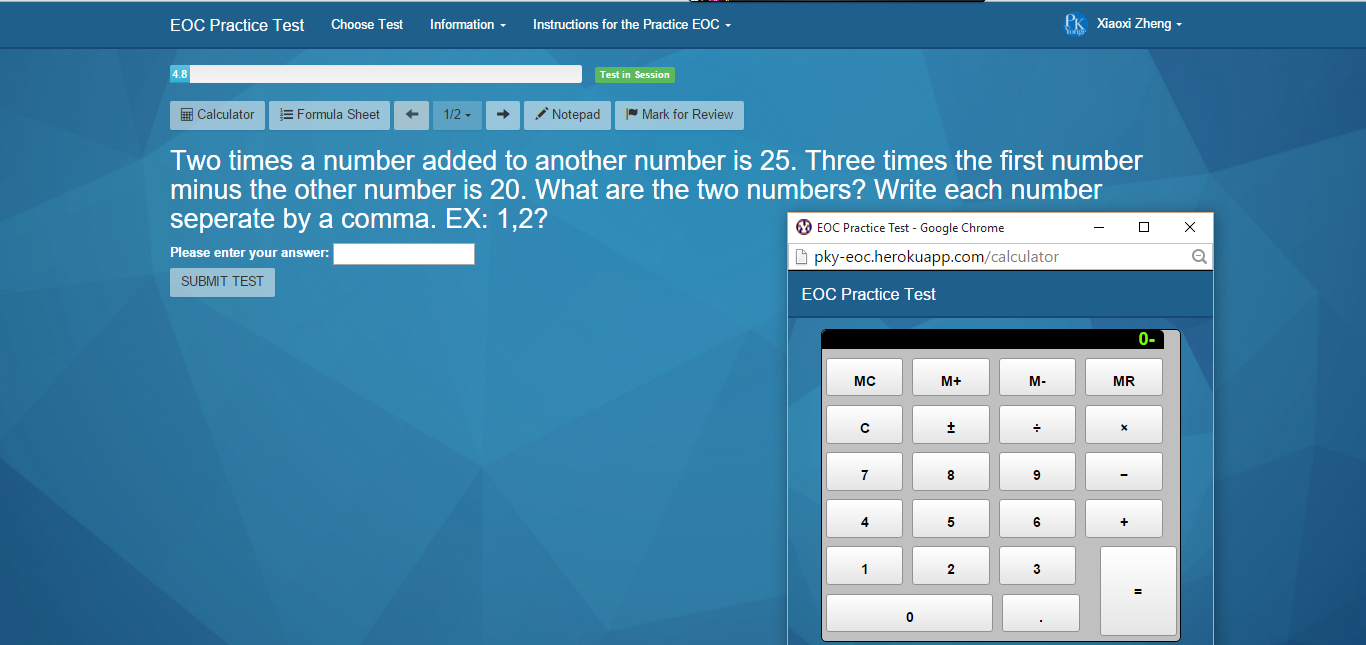 EOC Practice Test Choose Test Information Instructions for the Practice EOC Xiaoxi Zheng
4.8 Test in Session
Calculator Formula Sheet 1/2 Notepad Mark for Review
Two times a number added to another number is 25. Three times the first number
minus the other number is 20. What are the two numbers? Write each number
seperate by a comma. EX: 1,2?
Please enter your answer:
SUBMIT TEST
EOC Practice Test - Google Chrome
pky-eoc.herokuapp.com/calculator
EOC Practice Test
0-
MC M+ M- MR
C ± ÷ ×
7 8 9 −
4 5 6 +
1 2 3 =
0 .